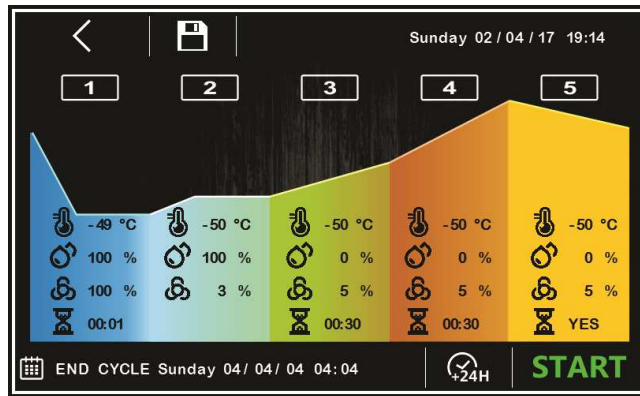 Sunday 02 / 04 / 17 19:14
1 2 3 4 5
-49 °C -50 °C -50 °C -50 °C -50 °C
100 % 100 % 0 % 0 % 0 %
100 % 3 % 5 % 5 % 5 %
00:01 00:30 00:30 YES
END CYCLE Sunday 04/ 04/ 04 04:04 +24H START